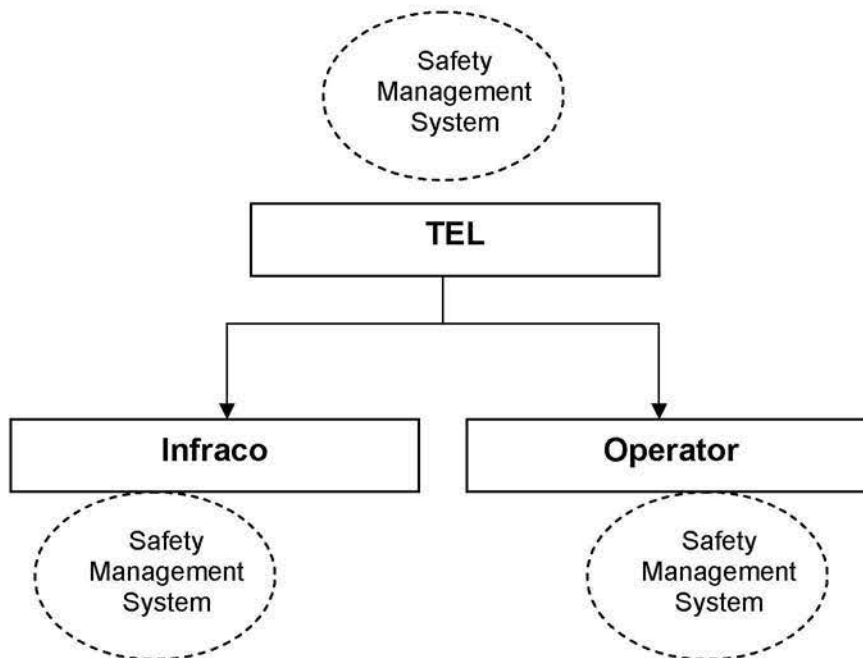 Safety
Management
System
TEL
Infraco
Operator
Safety
Management
System
Safety
Management
System